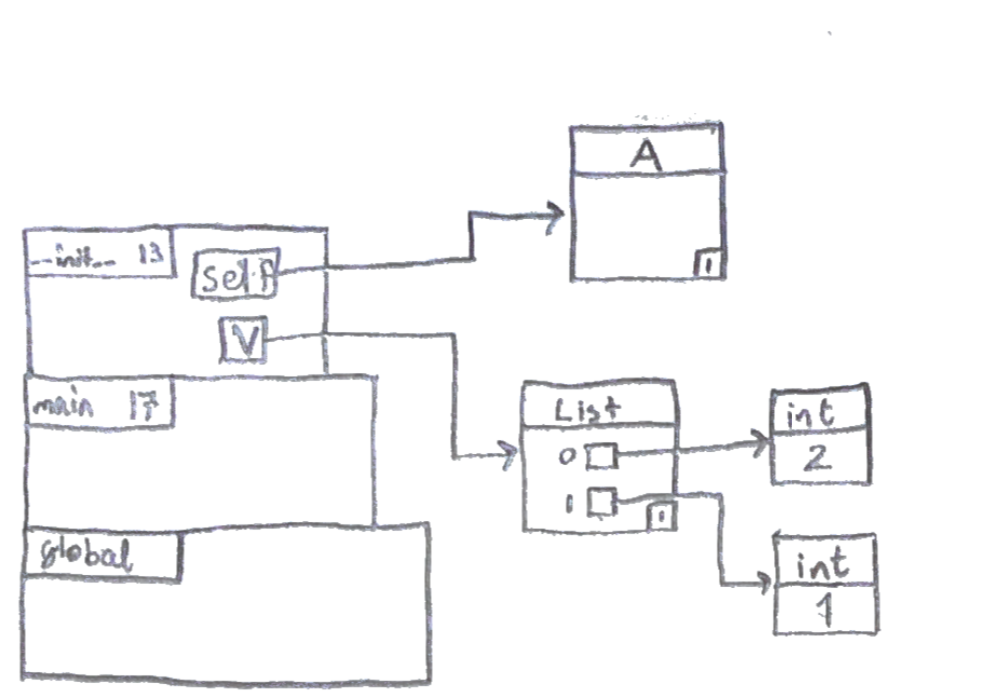 A
1
__init__ 13
self
V
main 17
List
0
1
1
int
2
global
int
1